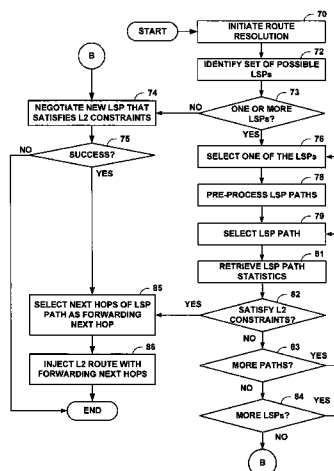 START
70
INITIATE ROUTE
RESOLUTION
72
IDENTIFY SET OF POSSIBLE
LSPs
73
ONE OR MORE
LSPs?
NO
YES
B
74
NEGOTIATE NEW LSP THAT
SATISFIES L2 CONSTRAINTS
75
SUCCESS?
NO
YES
76
SELECT ONE OF THE LSPs
78
PRE-PROCESS LSP PATHS
79
SELECT LSP PATH
81
RETRIEVE LSP PATH
STATISTICS
82
SATISFY L2
CONSTRAINTS?
YES
NO
85
SELECT NEXT HOPS OF LSP
PATH AS FORWARDING
NEXT HOP
86
INJECT L2 ROUTE WITH
FORWARDING NEXT HOPS
END
83
MORE PATHS?
YES
NO
84
MORE LSPs?
YES
NO
B